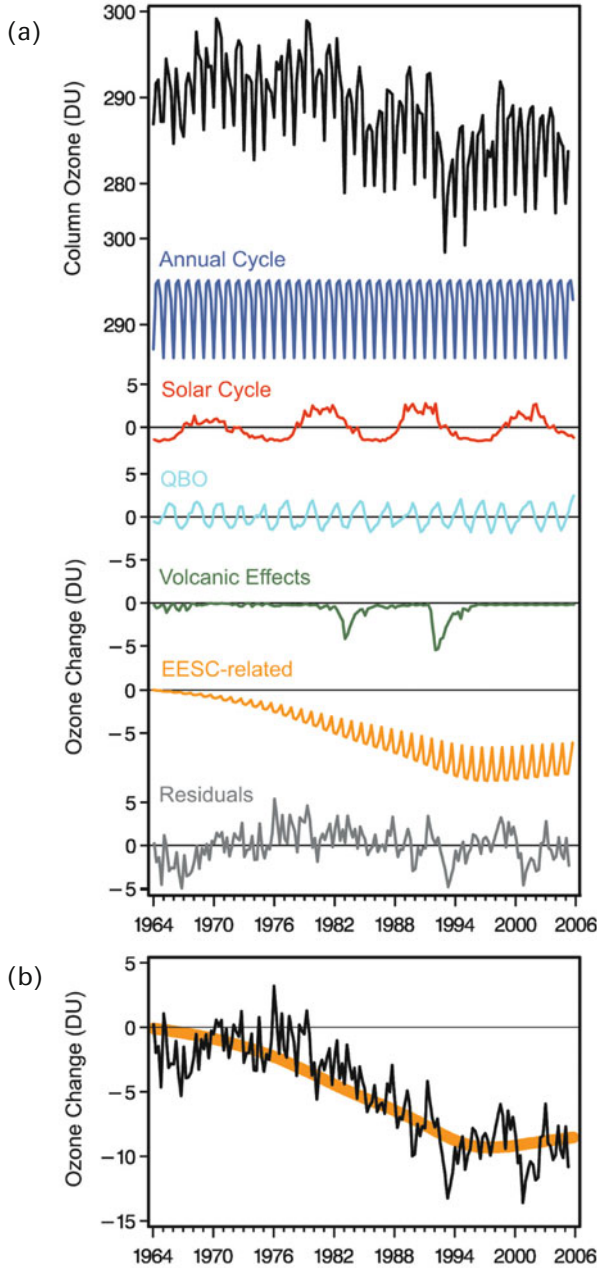 (a)
Column Ozone (DU)
300
290
280
300
Annual Cycle
290
5
Solar Cycle
0
5
QBO
0
−5
Volcanic Effects
Ozone Change (DU)
0
−5
EESC-related
0
−5
Residuals
5
0
−5
1964 1970 1976 1982 1988 1994 2000 2006
(b)
Ozone Change (DU)
5
0
−5
−10
−15
1964 1970 1976 1982 1988 1994 2000 2006